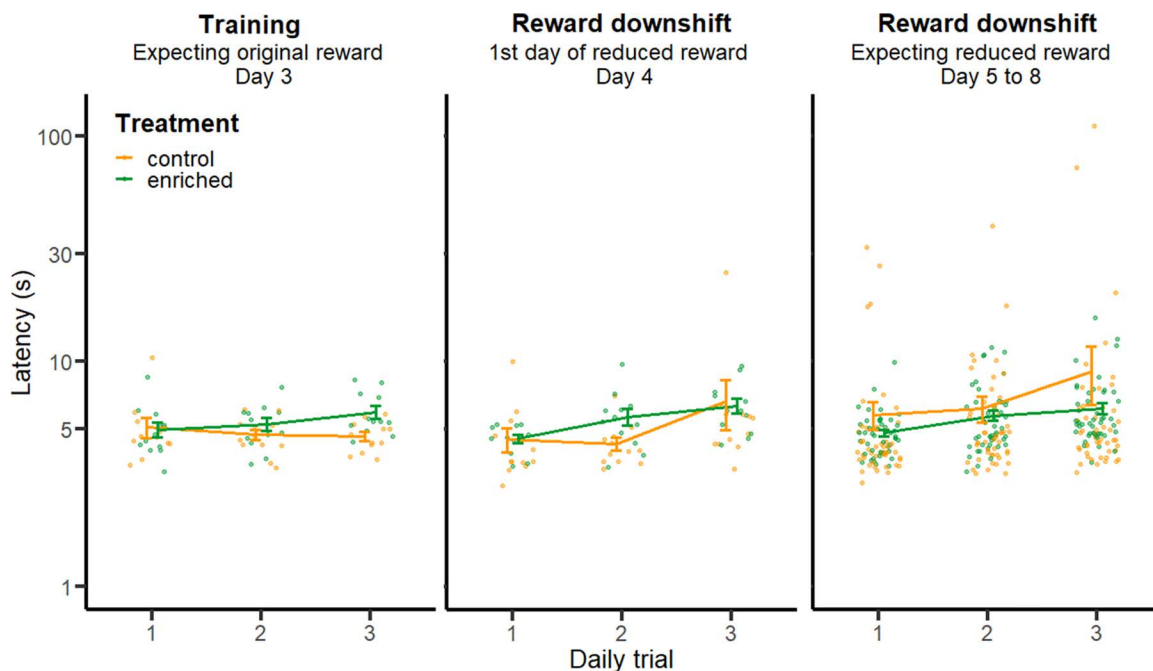 Training
Expecting original reward
Day 3
Reward downshift
1st day of reduced reward
Day 4
Reward downshift
Expecting reduced reward
Day 5 to 8
Treatment
control
enriched
Latency (s)
100
30
10
5
1
1 2 3
1 2 3
1 2 3
Daily trial